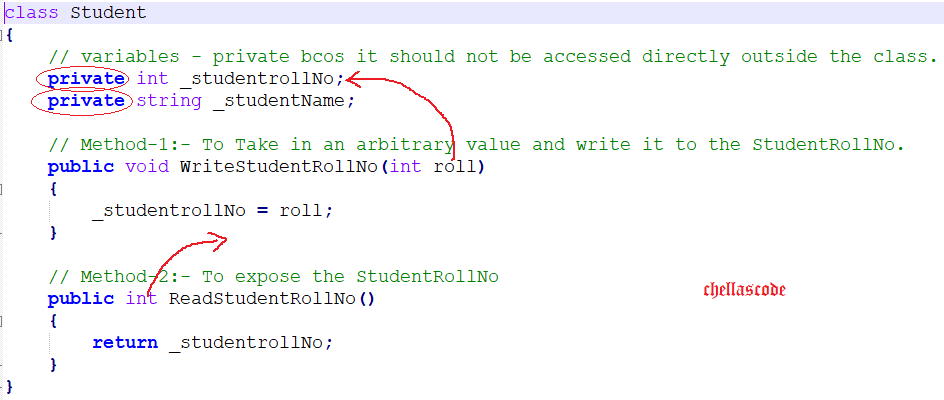 class Student
{
// variables - private bcos it should not be accessed directly outside the class.
private int _studentrollNo;
private string _studentName;
// Method-1:- To Take in an arbitrary value and write it to the StudentRollNo.
public void WriteStudentRollNo(int roll)
{
_studentrollNo = roll;
}
// Method-2:- To expose the StudentRollNo
public int ReadStudentRollNo()
chellascode
{
return _studentrollNo;
}
}